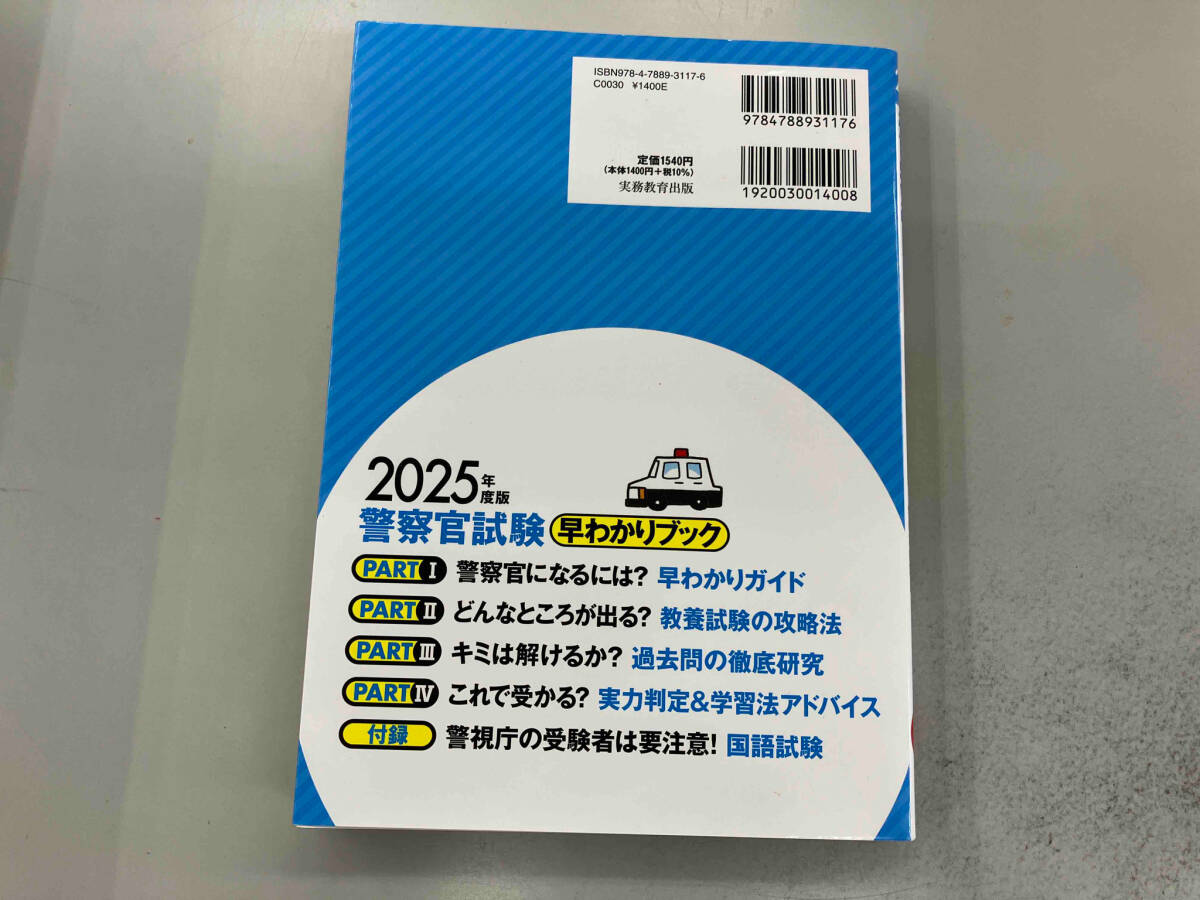 ISBN978-4-7889-3117-6
C0030 ¥1400E
9784788931176
定価1540円
(本体1400円+税10%)
実務教育出版
1920030014008
2025年度版
警察官試験 早わかりブック
PART Ⅰ 警察官になるには? 早わかりガイド
PART Ⅱ どんなところが出る? 教養試験の攻略法
PART Ⅲ キミは解けるか? 過去問の徹底研究
PART Ⅳ これで受かる? 実力判定&学習法アドバイス
付録 警視庁の受験者は要注意! 国語試験